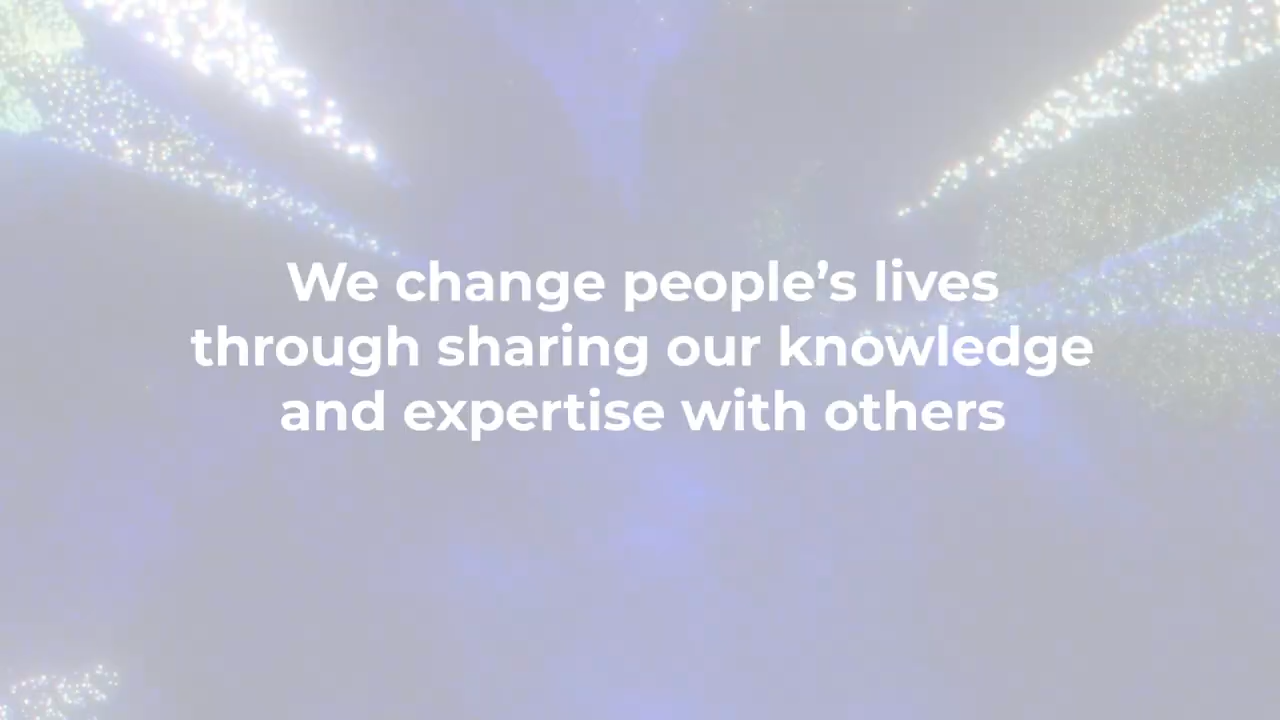 We change people’s lives
through sharing our knowledge
and expertise with others